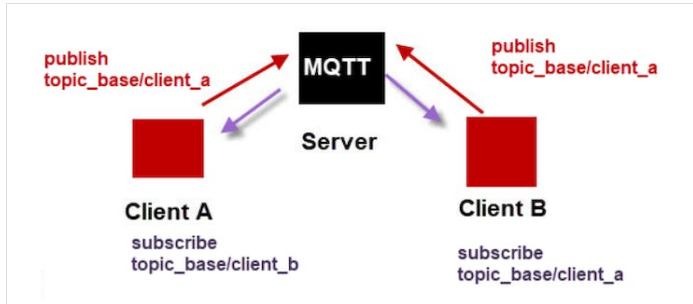 publish
topic_base/client_a
MQTT
publish
topic_base/client_a
Server
Client A
subscribe
topic_base/client_b
Client B
subscribe
topic_base/client_a